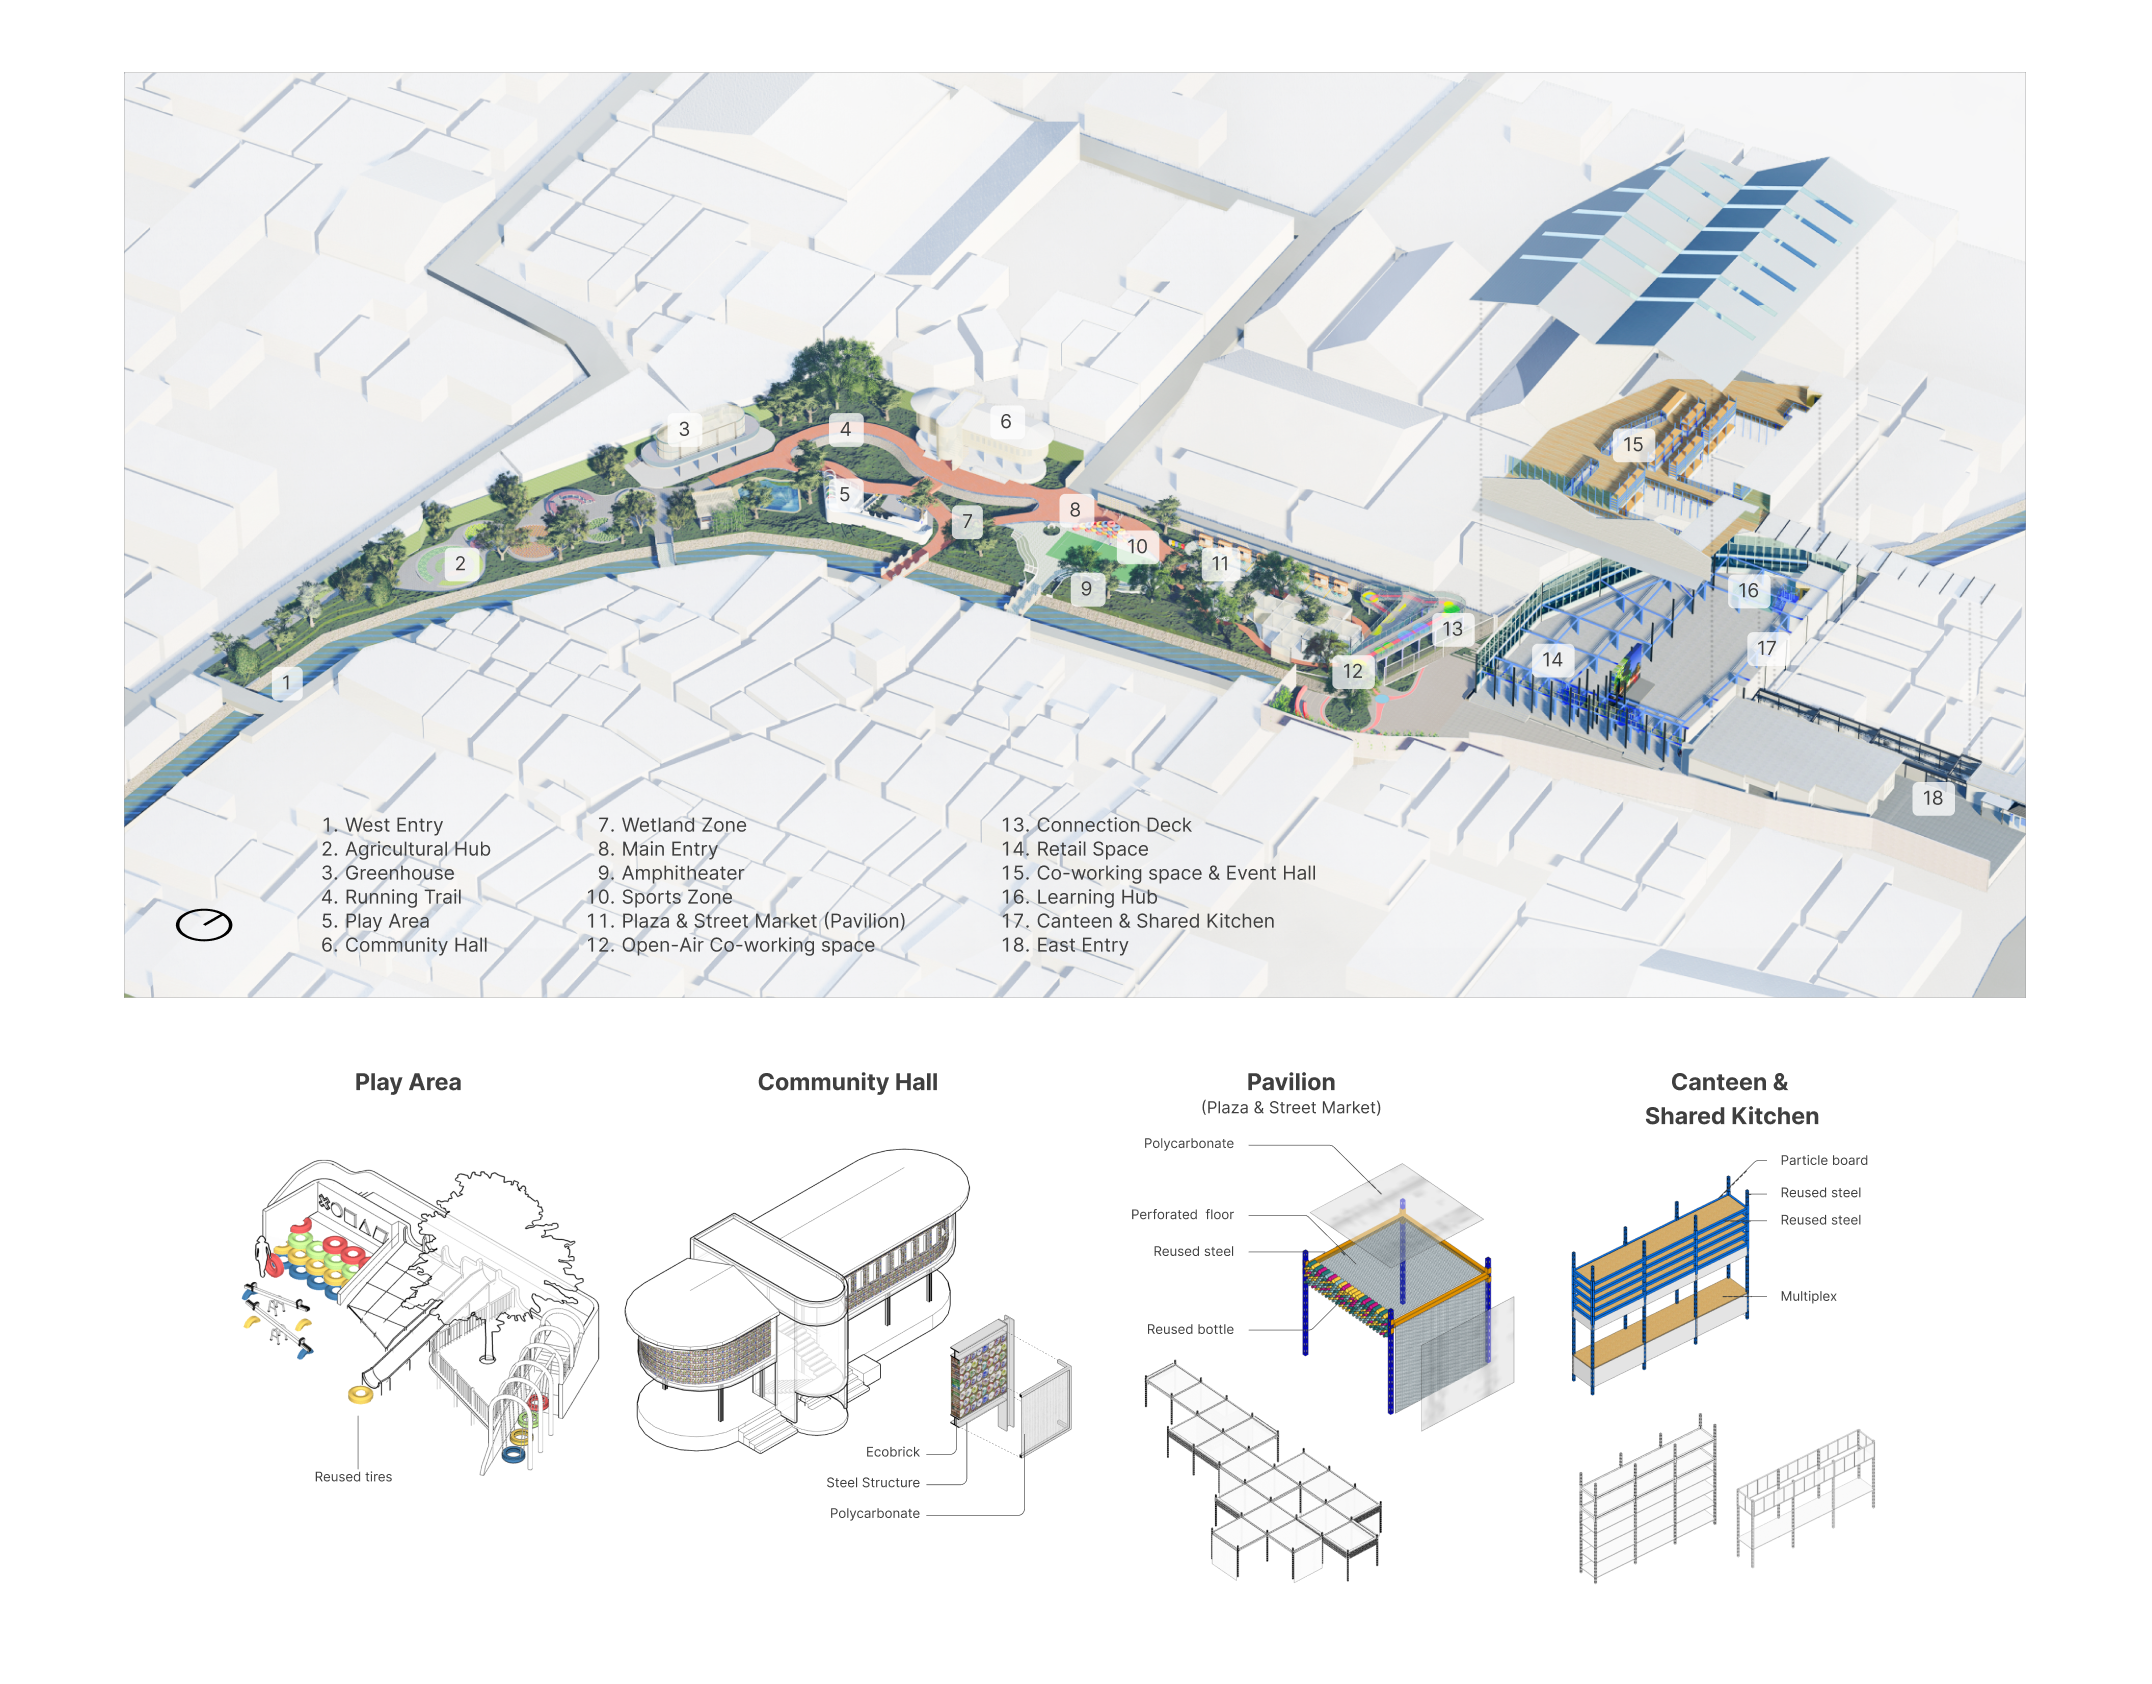 3
4
6
5
7
8
2
10
11
9
1
12
13
15
16
14
17
18
1. West Entry
2. Agricultural Hub
3. Greenhouse
4. Running Trail
5. Play Area
6. Community Hall
7. Wetland Zone
8. Main Entry
9. Amphitheater
10. Sports Zone
11. Plaza & Street Market (Pavilion)
12. Open-Air Co-working space
13. Connection Deck
14. Retail Space
15. Co-working space & Event Hall
16. Learning Hub
17. Canteen & Shared Kitchen
18. East Entry
Play Area
Reused tires
Community Hall
Ecobrick
Steel Structure
Polycarbonate
Pavilion
(Plaza & Street Market)
Polycarbonate
Perforated floor
Reused steel
Reused bottle
Canteen &
Shared Kitchen
Particle board
Reused steel
Reused steel
Multiplex